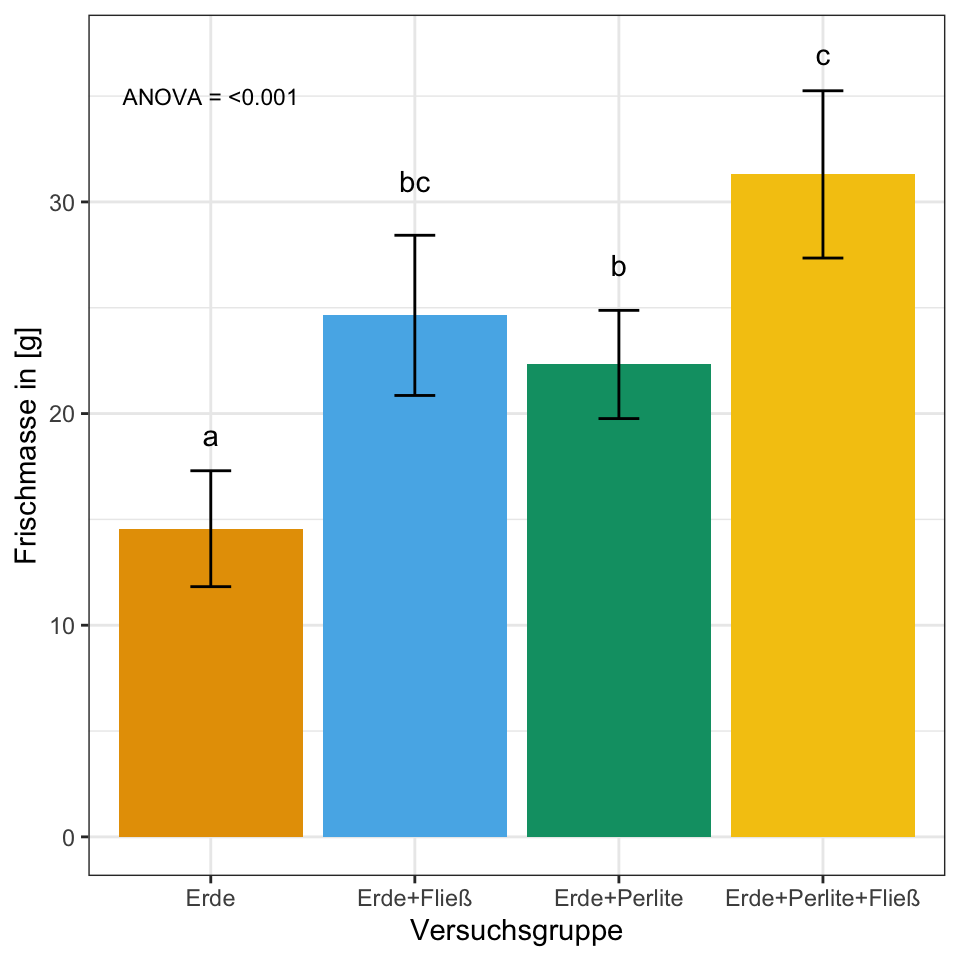 c
ANOVA = <0.001
bc
b
a
Frischmasse in [g]
30
20
10
0
Erde Erde+Fließ Erde+Perlite Erde+Perlite+Fließ
Versuchsgruppe